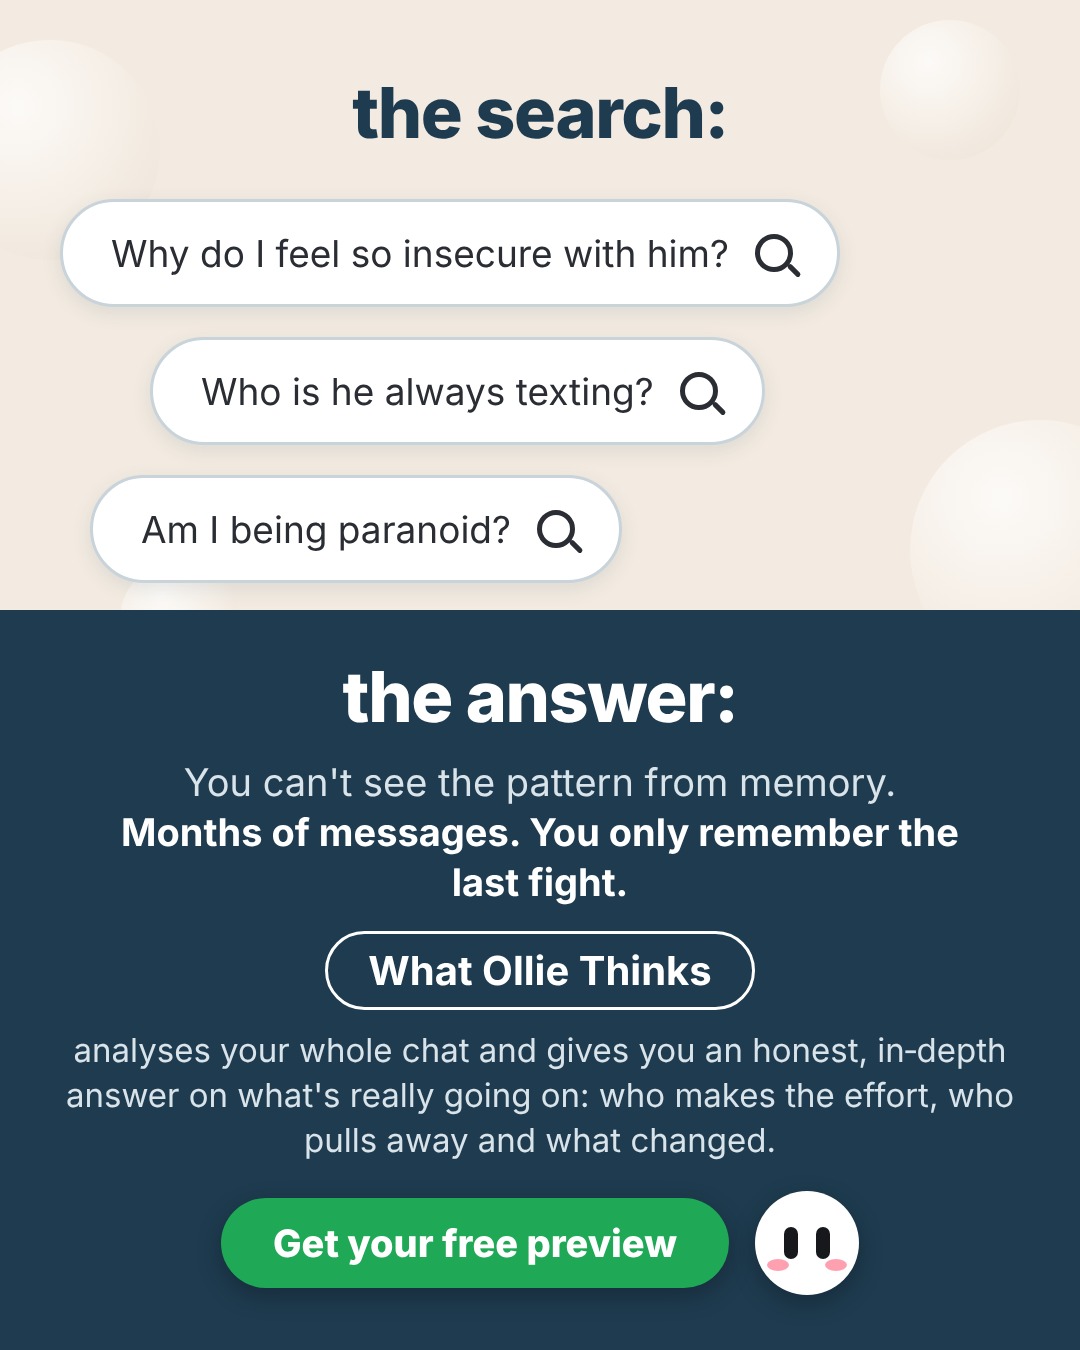 the search:
Why do I feel so insecure with him?
Who is he always texting?
Am I being paranoid?
the answer:
You can't see the pattern from memory.
Months of messages. You only remember the
last fight.
What Ollie Thinks
analyses your whole chat and gives you an honest, in-depth
answer on what's really going on: who makes the effort, who
pulls away and what changed.
Get your free preview